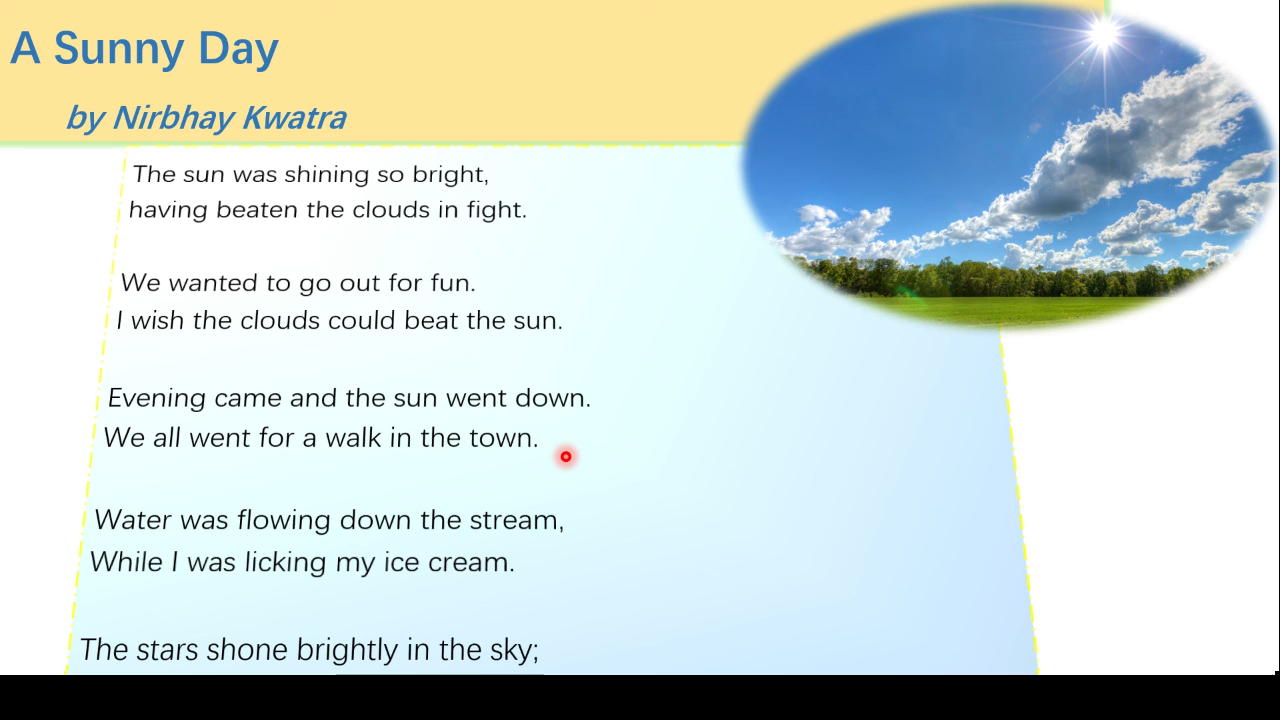 A Sunny Day
by Nirbhay Kwatra
The sun was shining so bright,
having beaten the clouds in fight.
We wanted to go out for fun.
I wish the clouds could beat the sun.
Evening came and the sun went down.
We all went for a walk in the town.
Water was flowing down the stream,
While I was licking my ice cream.
The stars shone brightly in the sky;